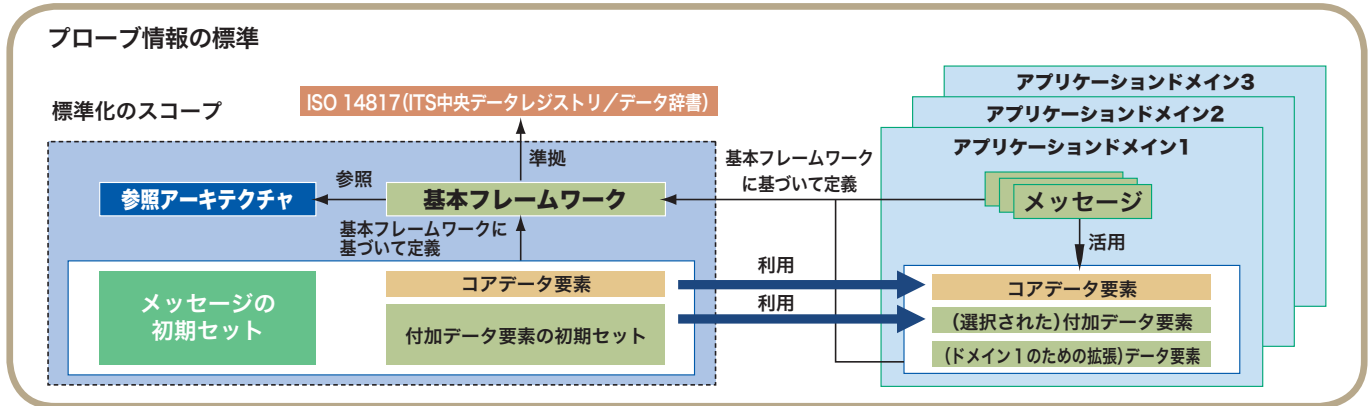 プローブ情報の標準
標準化のスコープ
ISO 14817(ITS中央データレジストリ／データ辞書)
準拠
参照
参照アーキテクチャ
基本フレームワーク
基本フレームワークに
基づいて定義
メッセージの
初期セット
コアデータ要素
付加データ要素の初期セット
基本フレームワーク
に基づいて定義
利用
利用
アプリケーションドメイン3
アプリケーションドメイン2
アプリケーションドメイン1
メッセージ
活用
コアデータ要素
(選択された)付加データ要素
(ドメイン1のための拡張)データ要素